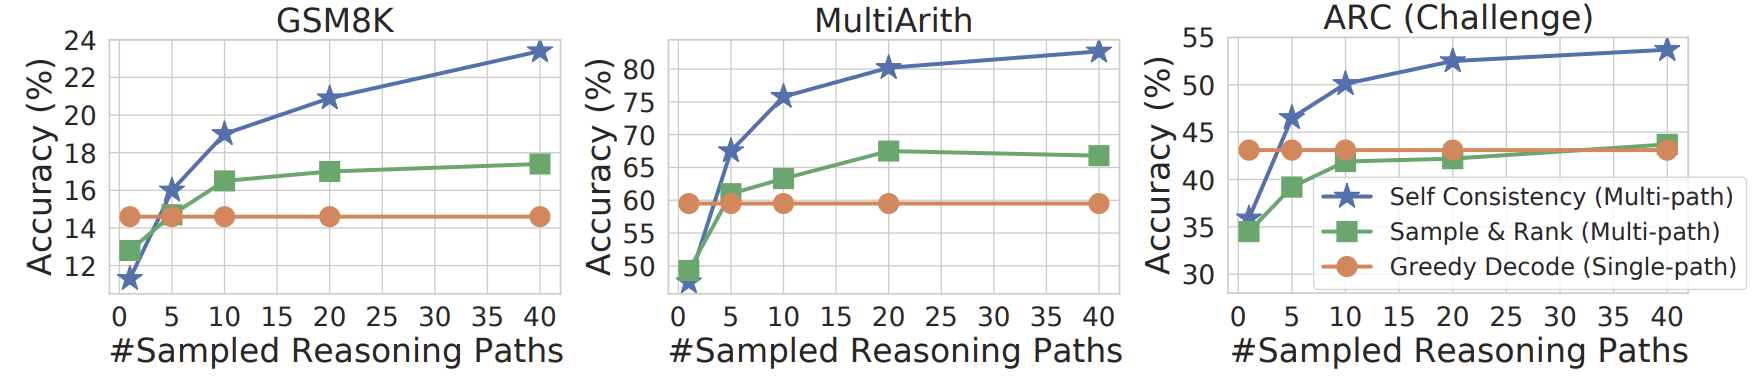 GSM8K
Accuracy (%)
24
22
20
18
16
14
12
0 5 10 15 20 25 30 35 40
#Sampled Reasoning Paths
MultiArith
Accuracy (%)
80
75
70
65
60
55
50
0 5 10 15 20 25 30 35 40
#Sampled Reasoning Paths
ARC (Challenge)
Accuracy (%)
55
50
45
40
35
30
Self Consistency (Multi-path)
Sample & Rank (Multi-path)
Greedy Decode (Single-path)
0 5 10 15 20 25 30 35 40
#Sampled Reasoning Paths